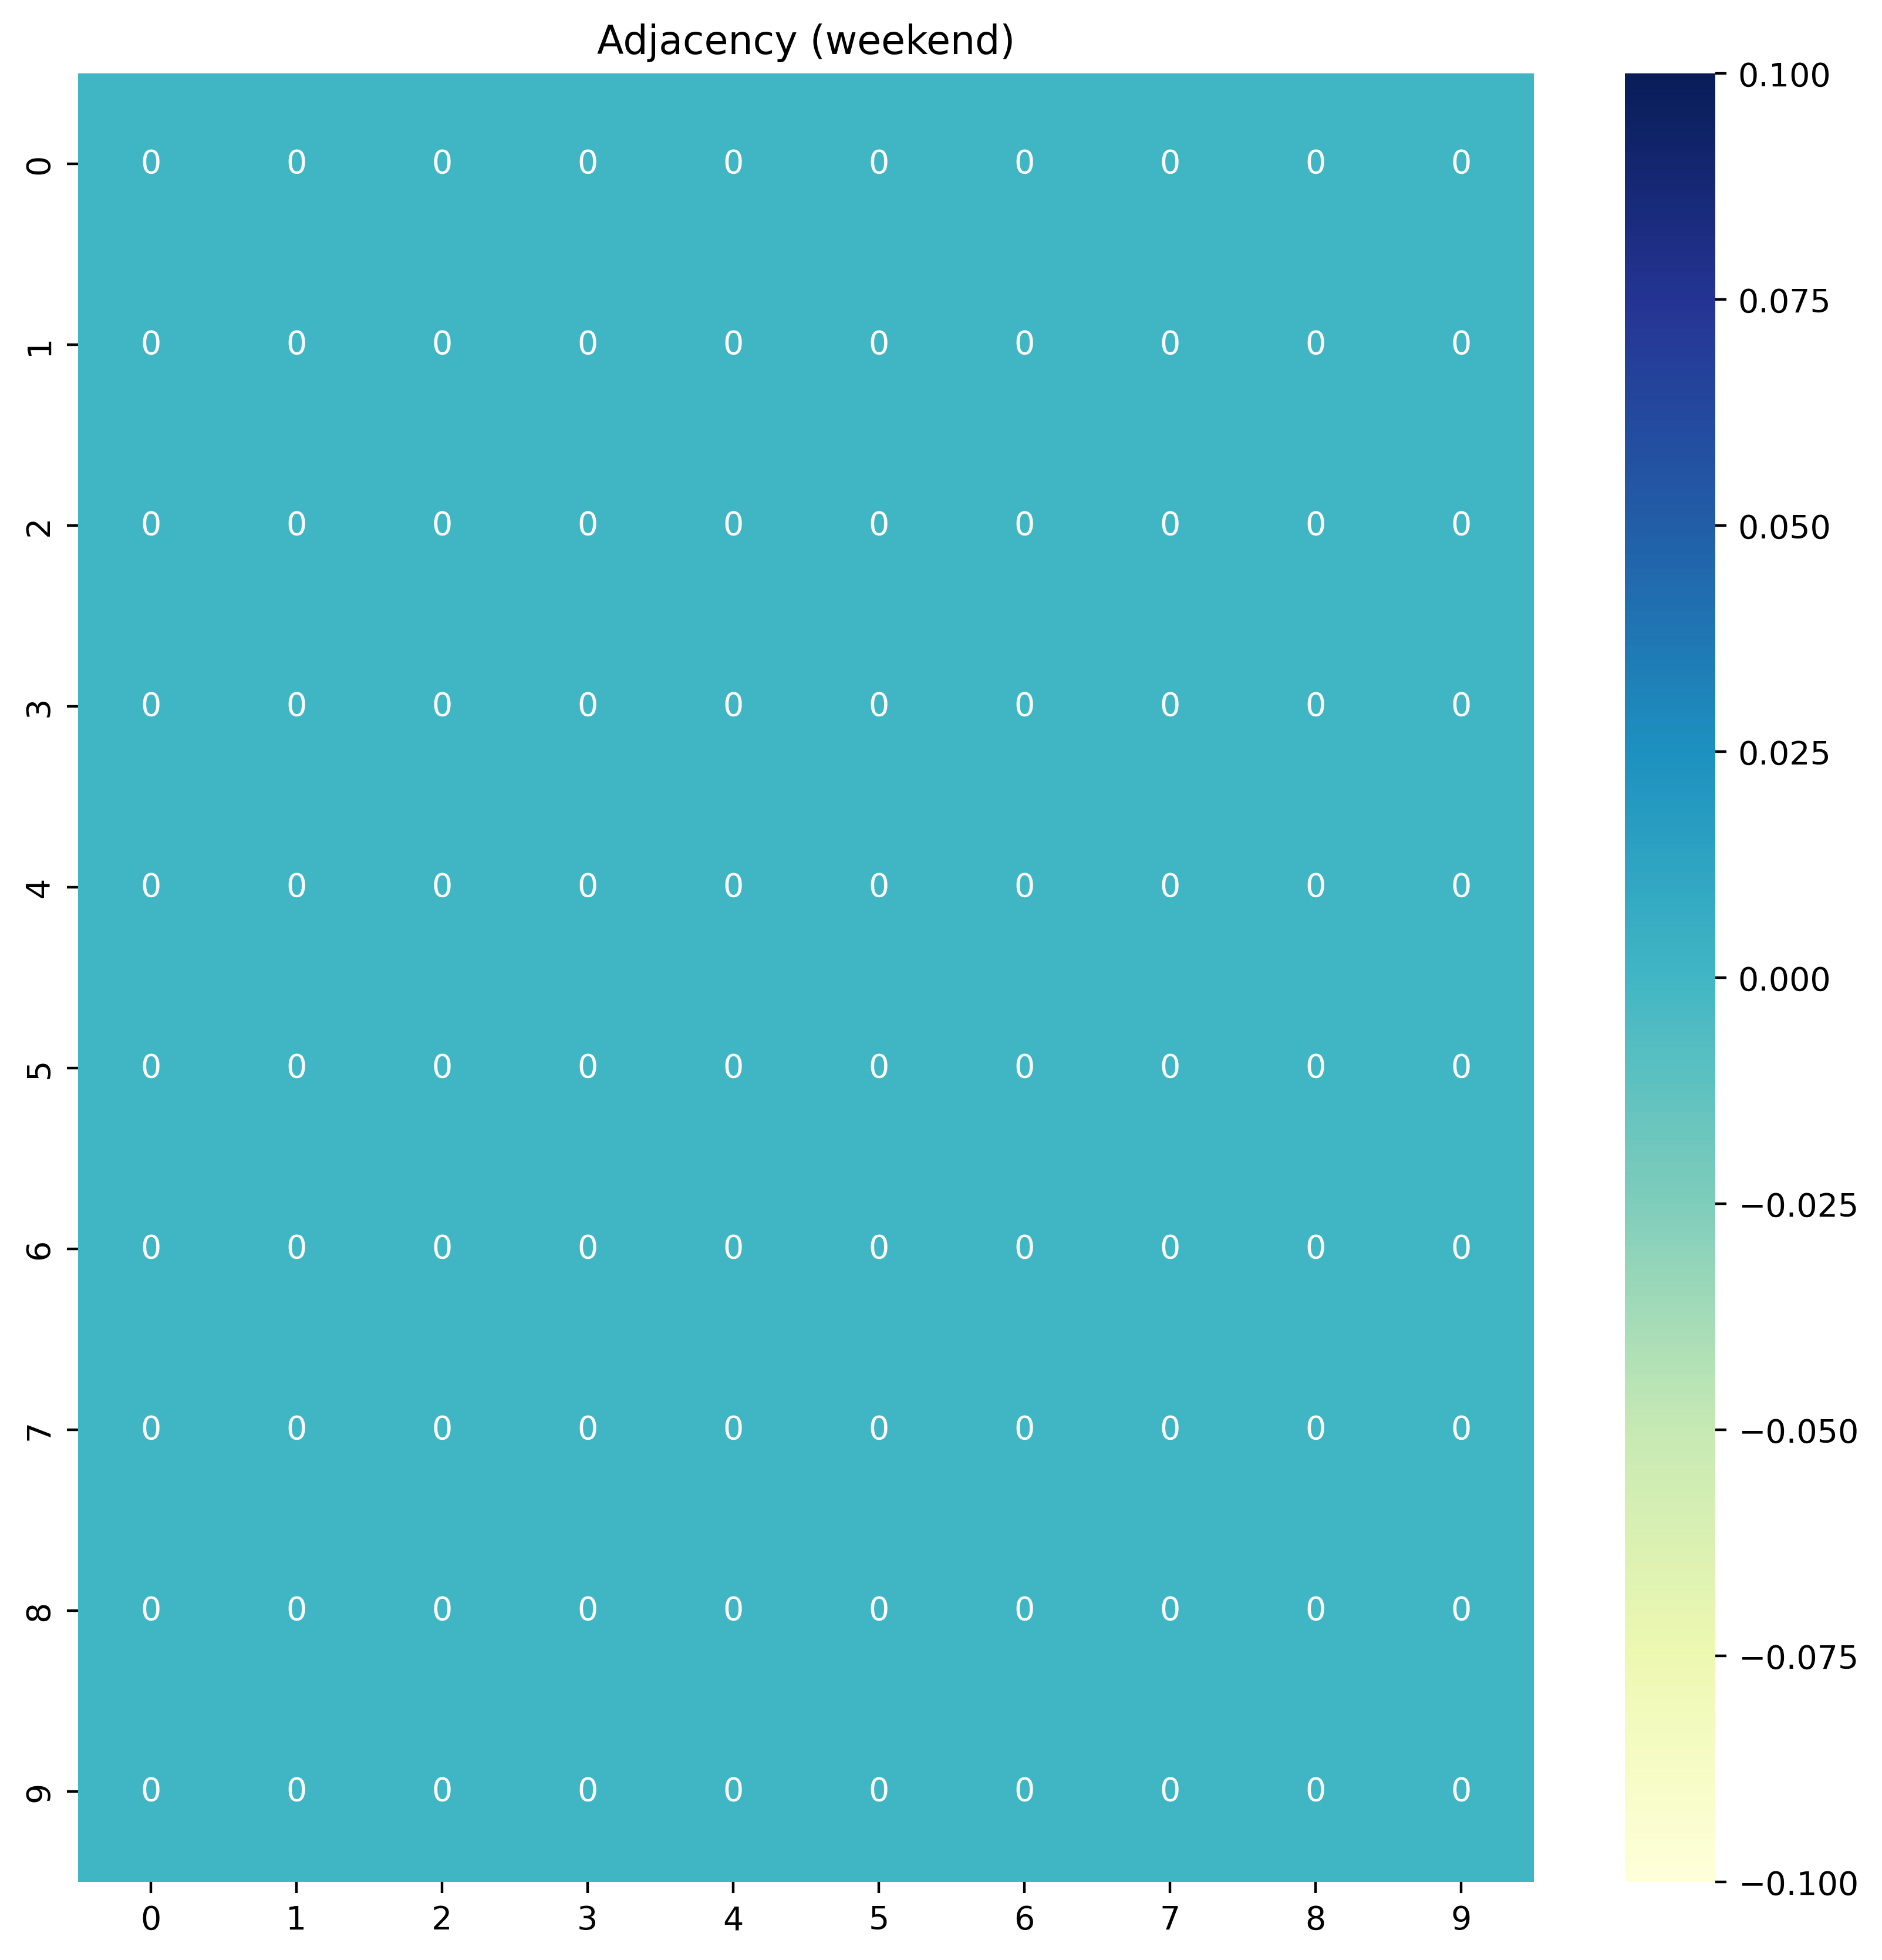 Adjacency (weekend)
0 0 0 0 0 0 0 0 0 0 0
1 0 0 0 0 0 0 0 0 0 0
2 0 0 0 0 0 0 0 0 0 0
3 0 0 0 0 0 0 0 0 0 0
4 0 0 0 0 0 0 0 0 0 0
5 0 0 0 0 0 0 0 0 0 0
6 0 0 0 0 0 0 0 0 0 0
7 0 0 0 0 0 0 0 0 0 0
8 0 0 0 0 0 0 0 0 0 0
9 0 0 0 0 0 0 0 0 0 0
0 1 2 3 4 5 6 7 8 9
0.100
0.075
0.050
0.025
0.000
−0.025
−0.050
−0.075
−0.100